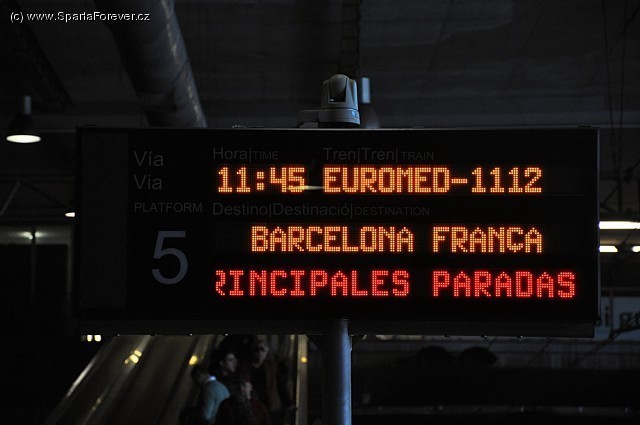 (c) www.SpartaForever.cz
Vía
Via
PLATFORM
5
Hora|TIME Tren|Tren|TRAIN
11:45 EUROMED-1112
Destino|Destinació|DESTINATION
BARCELONA FRANÇA
RINCIPALES PARADAS